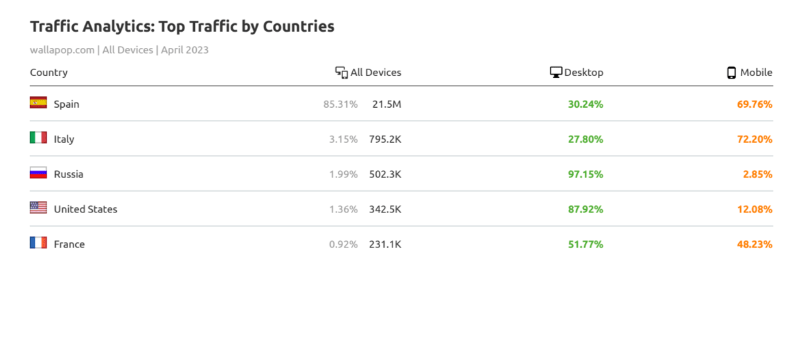 Traffic Analytics: Top Traffic by Countries
wallapop.com | All Devices | April 2023
Country All Devices Desktop Mobile
Spain 85.31% 21.5M 30.24% 69.76%
Italy 3.15% 795.2K 27.80% 72.20%
Russia 1.99% 502.3K 97.15% 2.85%
United States 1.36% 342.5K 87.92% 12.08%
France 0.92% 231.1K 51.77% 48.23%